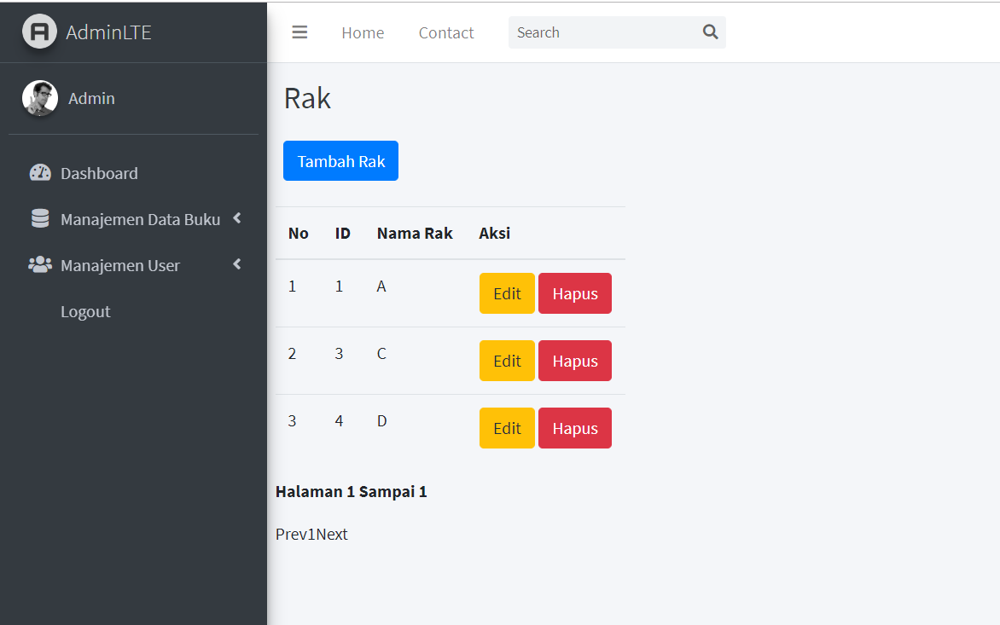 AdminLTE
Home Contact Search
Admin
Rak
Tambah Rak
Dashboard
Manajemen Data Buku
Manajemen User
Logout
No ID Nama Rak Aksi
1 1 A Edit Hapus
2 3 C Edit Hapus
3 4 D Edit Hapus
Halaman 1 Sampai 1
Prev1Next